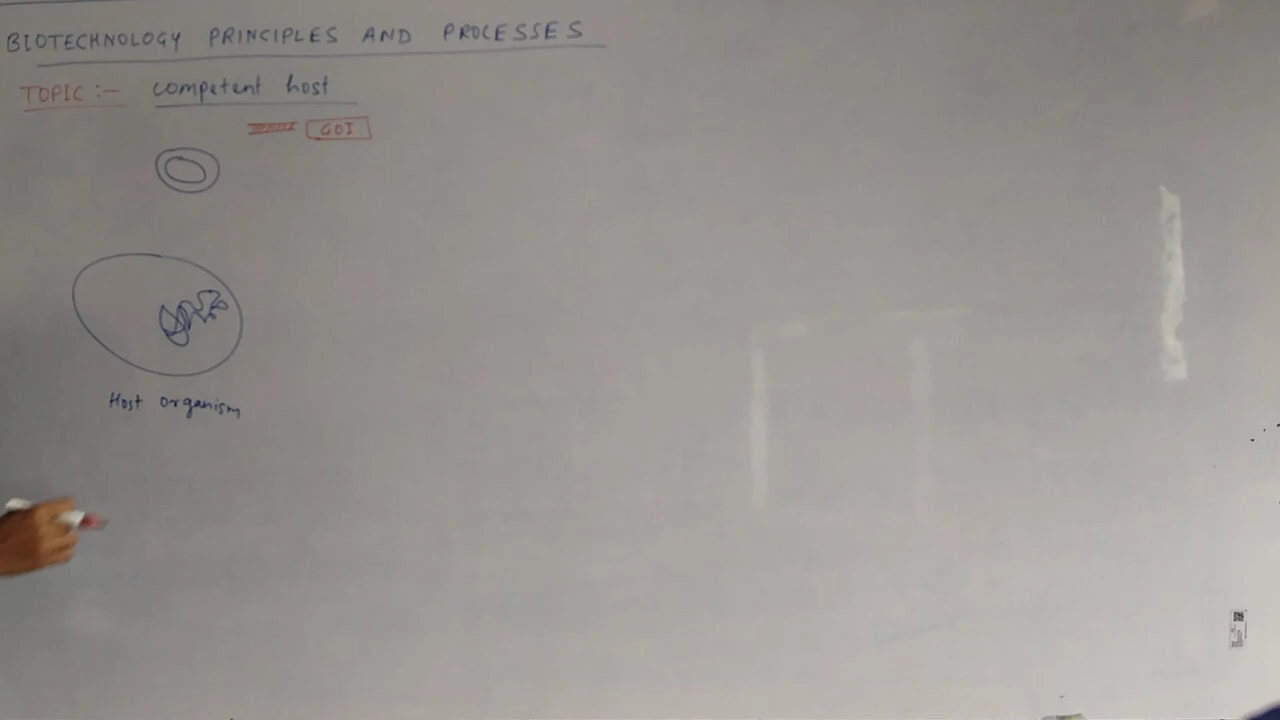 BIOTECHNOLOGY PRINCIPLES AND PROCESSES
TOPIC :- competent host
GOI
Host organism